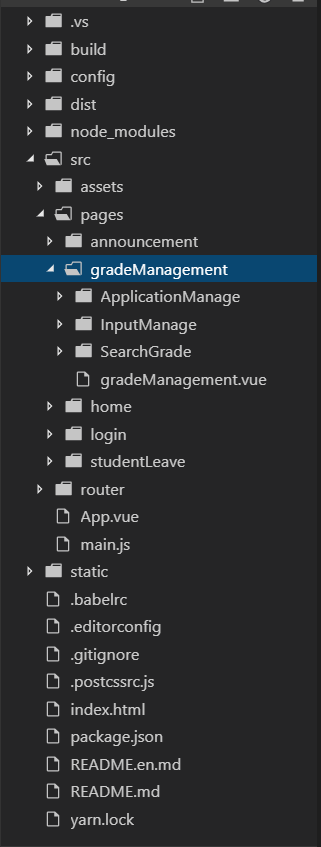 .vs
build
config
dist
node_modules
src
assets
pages
announcement
gradeManagement
ApplicationManage
InputManage
SearchGrade
gradeManagement.vue
home
login
studentLeave
router
App.vue
main.js
static
.babelrc
.editorconfig
.gitignore
.postcssrc.js
index.html
package.json
README.en.md
README.md
yarn.lock